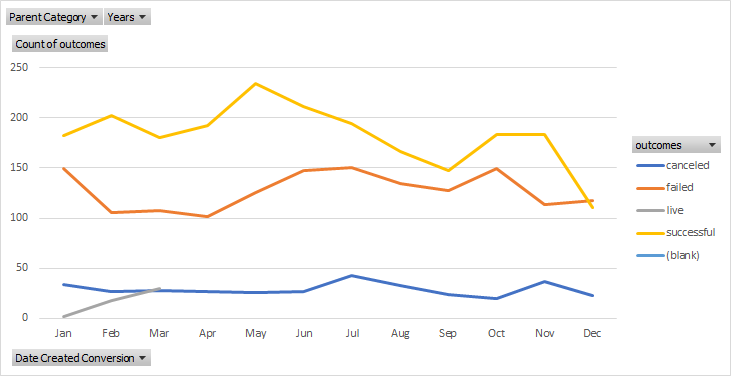 Parent Category Years
Count of outcomes
250
200
150
100
50
0
Jan Feb Mar Apr May Jun Jul Aug Sep Oct Nov Dec
outcomes
canceled
failed
live
successful
(blank)
Date Created Conversion